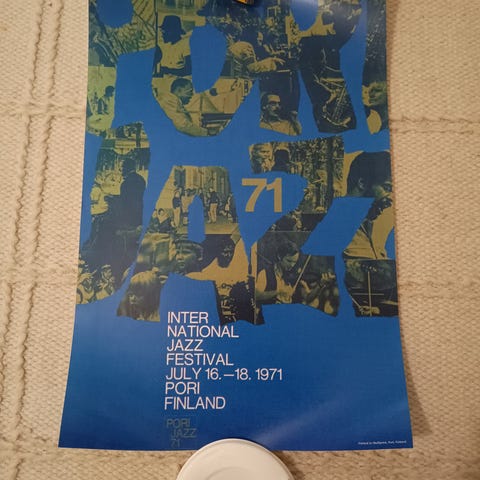 PORI
JAZZ
71
INTER
NATIONAL
JAZZ
FESTIVAL
JULY 16.–18. 1971
PORI
FINLAND
PORI
JAZZ
71